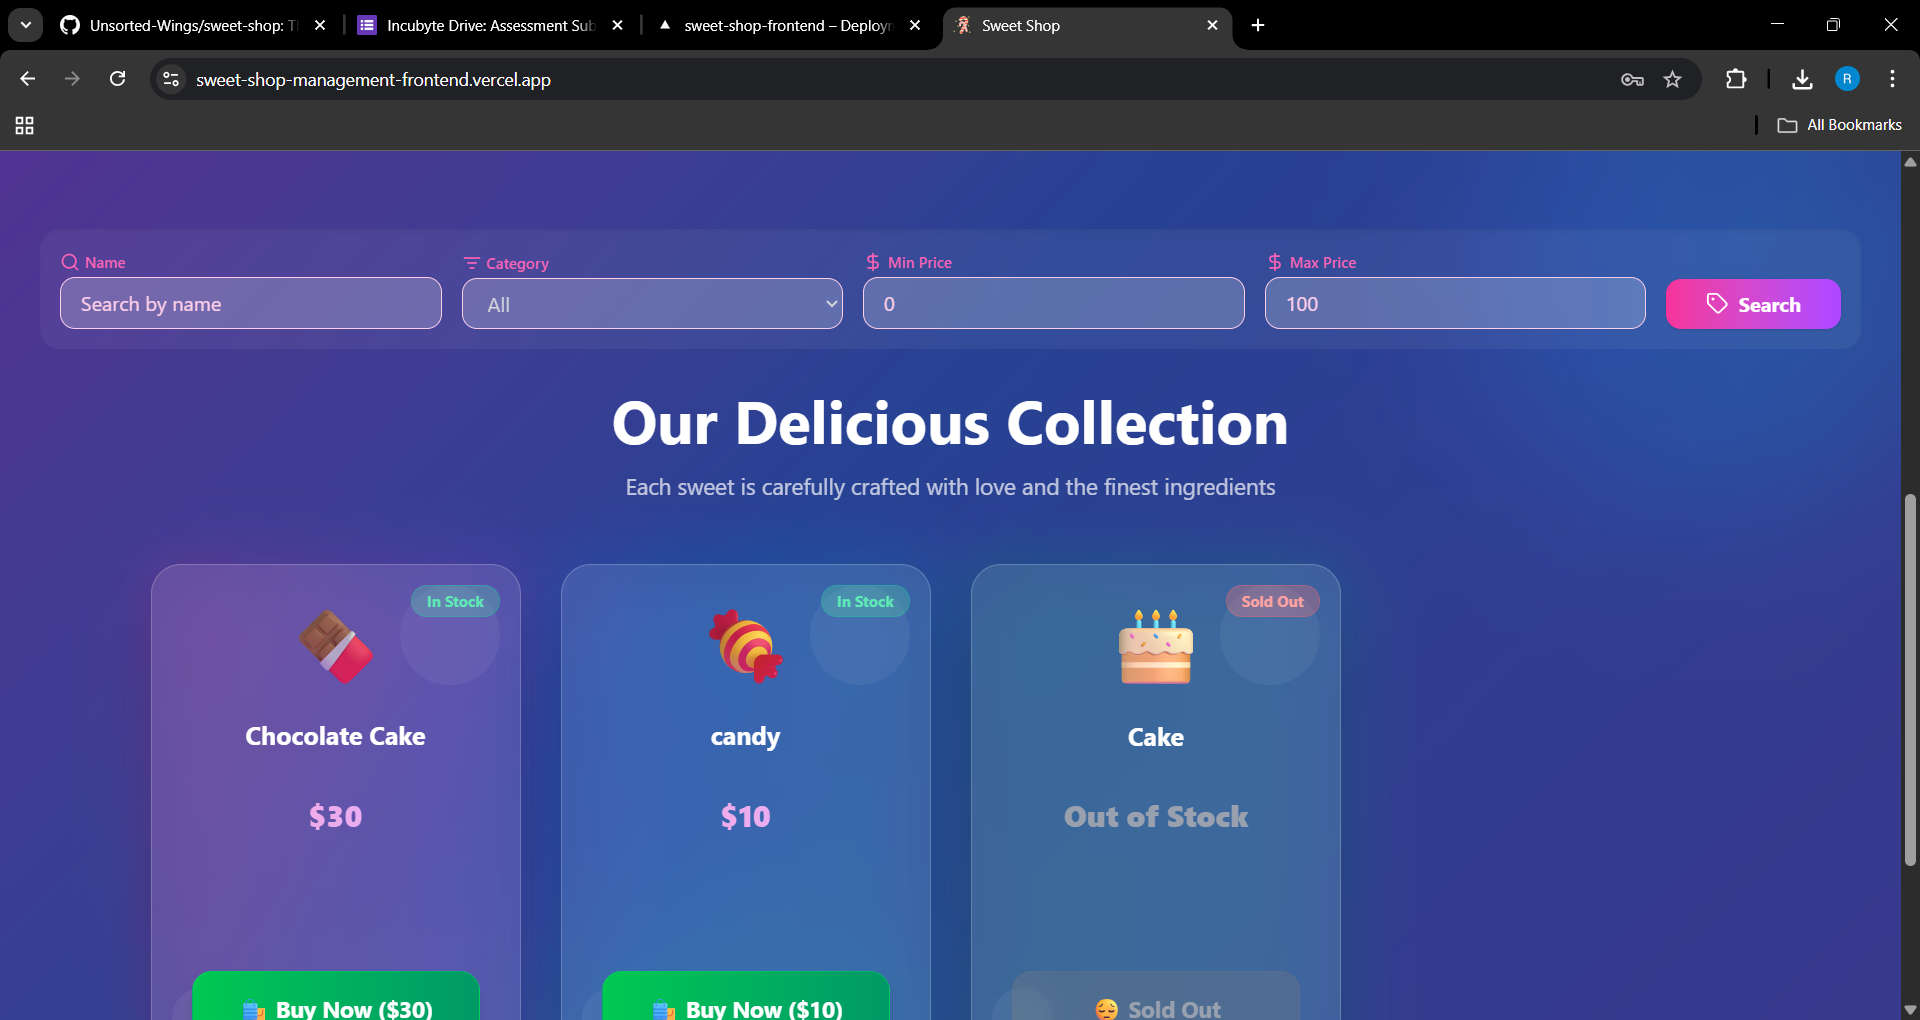 Unsorted-Wings/sweet-shop: T
Incubyte Drive: Assessment Sub
sweet-shop-frontend – Deployn
Sweet Shop
sweet-shop-management-frontend.vercel.app
R
All Bookmarks
Name
Category
$ Min Price
$ Max Price
Search by name
All
0
100
Search
Our Delicious Collection
Each sweet is carefully crafted with love and the finest ingredients
In Stock
In Stock
Sold Out
Chocolate Cake
candy
Cake
$30
$10
Out of Stock
Buy Now ($30)
Buy Now ($10)
Sold Out